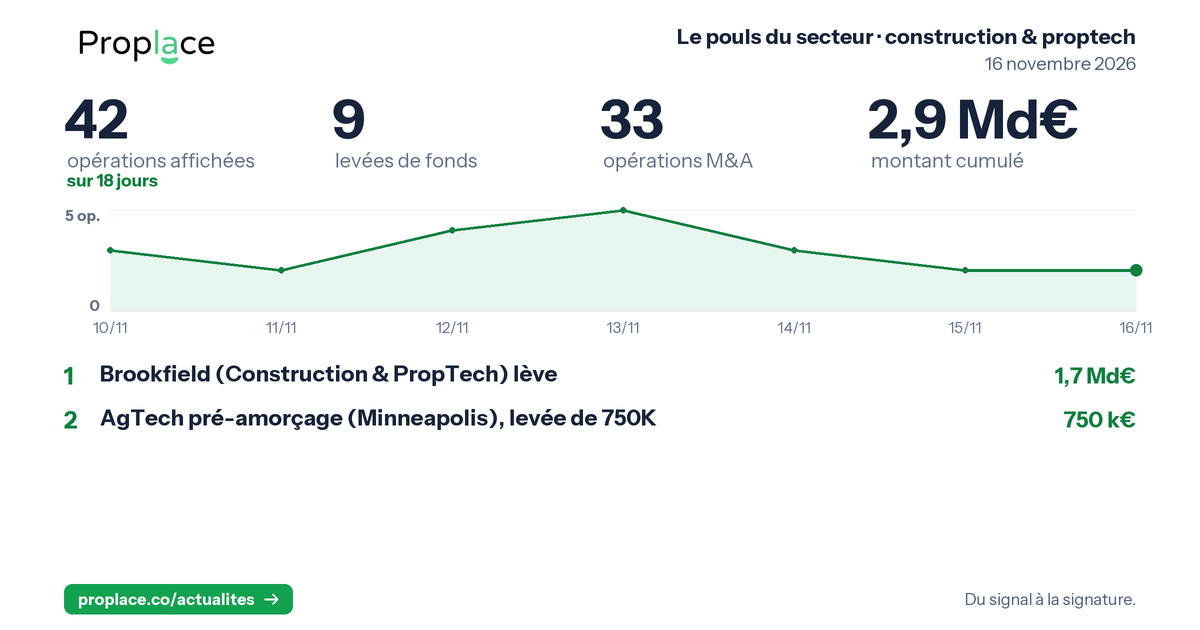 Proplace
Le pouls du secteur · construction & proptech
16 novembre 2026
42
opérations affichées
sur 18 jours
9
levées de fonds
33
opérations M&A
2,9 Md€
montant cumulé
5 op.
0
10/11
11/11
12/11
13/11
14/11
15/11
16/11
1 Brookfield (Construction & PropTech) lève 1,7 Md€
2 AgTech pré-amorçage (Minneapolis), levée de 750K 750 k€
proplace.co/actualites →
Du signal à la signature.